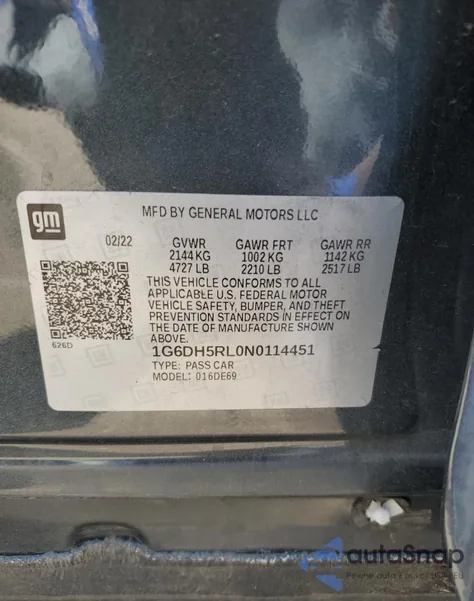 gm
MFD BY GENERAL MOTORS LLC
02/22 GVWR GAWR FRT GAWR RR
2144 KG 1002 KG 1142 KG
4727 LB 2210 LB 2517 LB
THIS VEHICLE CONFORMS TO ALL
APPLICABLE U.S. FEDERAL MOTOR
VEHICLE SAFETY, BUMPER, AND THEFT
PREVENTION STANDARDS IN EFFECT ON
THE DATE OF MANUFACTURE SHOWN
ABOVE.
626D
1G6DH5RL0N0114451
TYPE: PASS CAR
MODEL: 016DE69
autoSnap